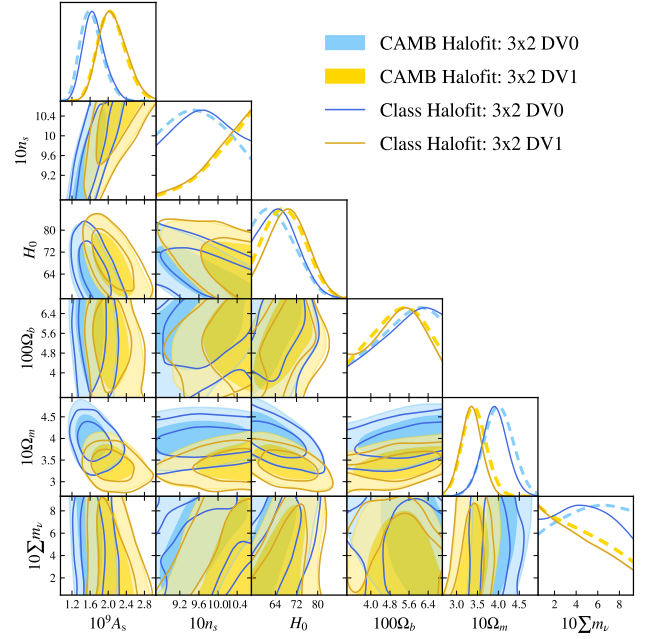 CAMB Halofit: 3x2 DV0
CAMB Halofit: 3x2 DV1
Class Halofit: 3x2 DV0
Class Halofit: 3x2 DV1
10.4
10
9.6
9.2
10n_s
80
72
64
H_0
6.4
5.6
4.8
4
100Ω_b
4.5
4.0
3.5
3
10Ω_m
8
6
4
2
10∑m_ν
1.2 1.6 2.0 2.4 2.8
9.2 9.6 10.0 10.4
64 72 80
4.0 4.8 5.6 6.4
3.0 3.5 4.0 4.5
2 4 6 8
10^9A_s
10n_s
H_0
100Ω_b
10Ω_m
10∑m_ν